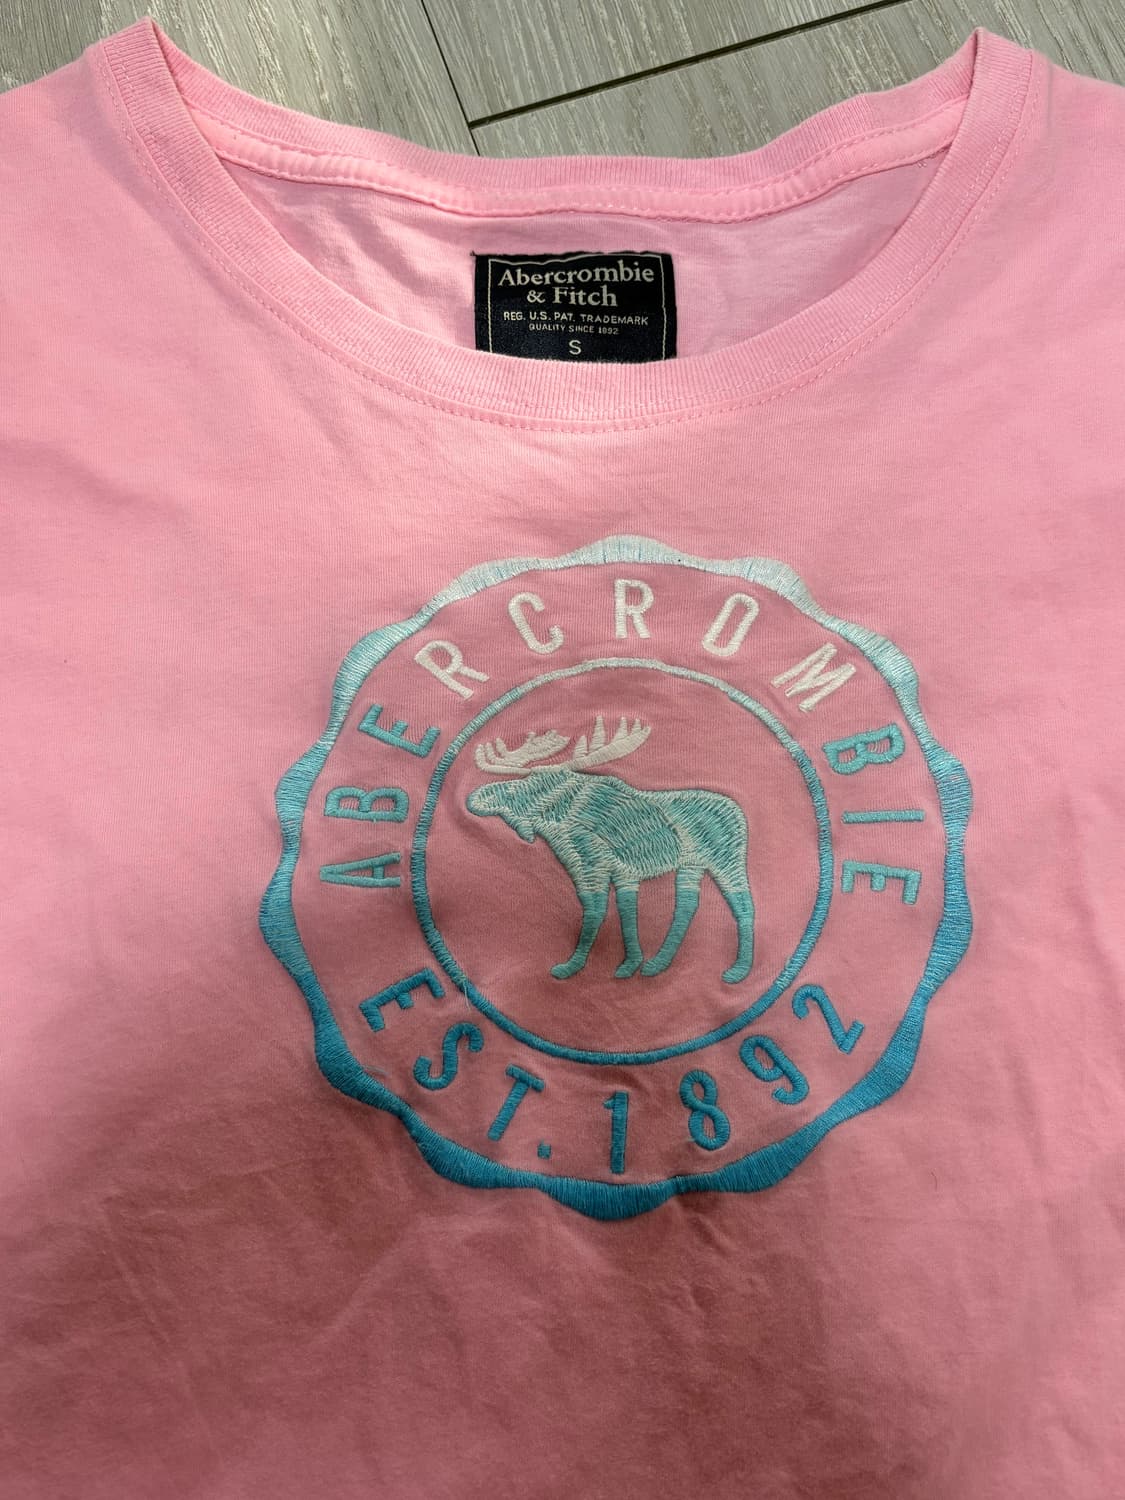 Abercrombie
& Fitch
REG. U.S. PAT. TRADEMARK
QUALITY SINCE 1892
S
ABERCROMBIE
EST. 1892